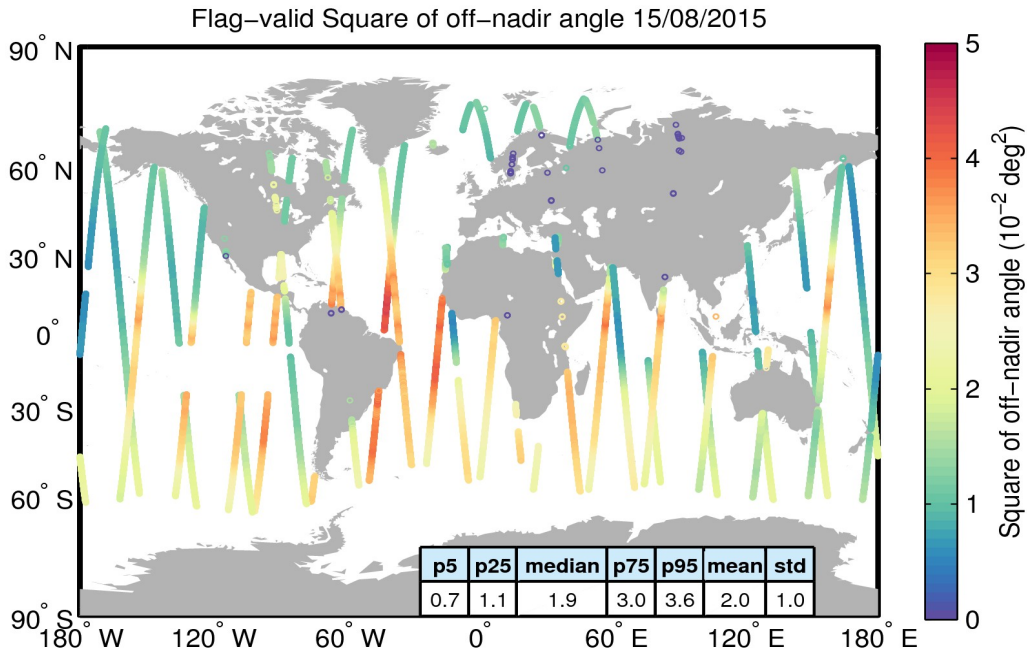 Flag−valid Square of off−nadir angle 15/08/2015
90° N
60° N
30° N
0°
30° S
60° S
90° S
180° W
120° W
60° W
0°
60° E
120° E
180° E
p5 p25 median p75 p95 mean std
0.7 1.1 1.9 3.0 3.6 2.0 1.0
5
4
3
2
1
0
Square of off−nadir angle (10⁻² deg²)